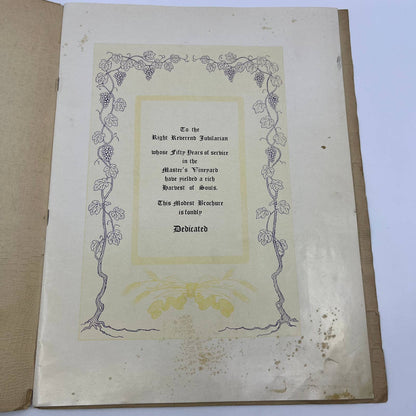 To the
Right Reverend Jubilarian
whose Fifty Years of service
in the
Master's Vineyard
have yielded a rich
Harvest of Souls.
This Modest Brochure
is fondly
Dedicated